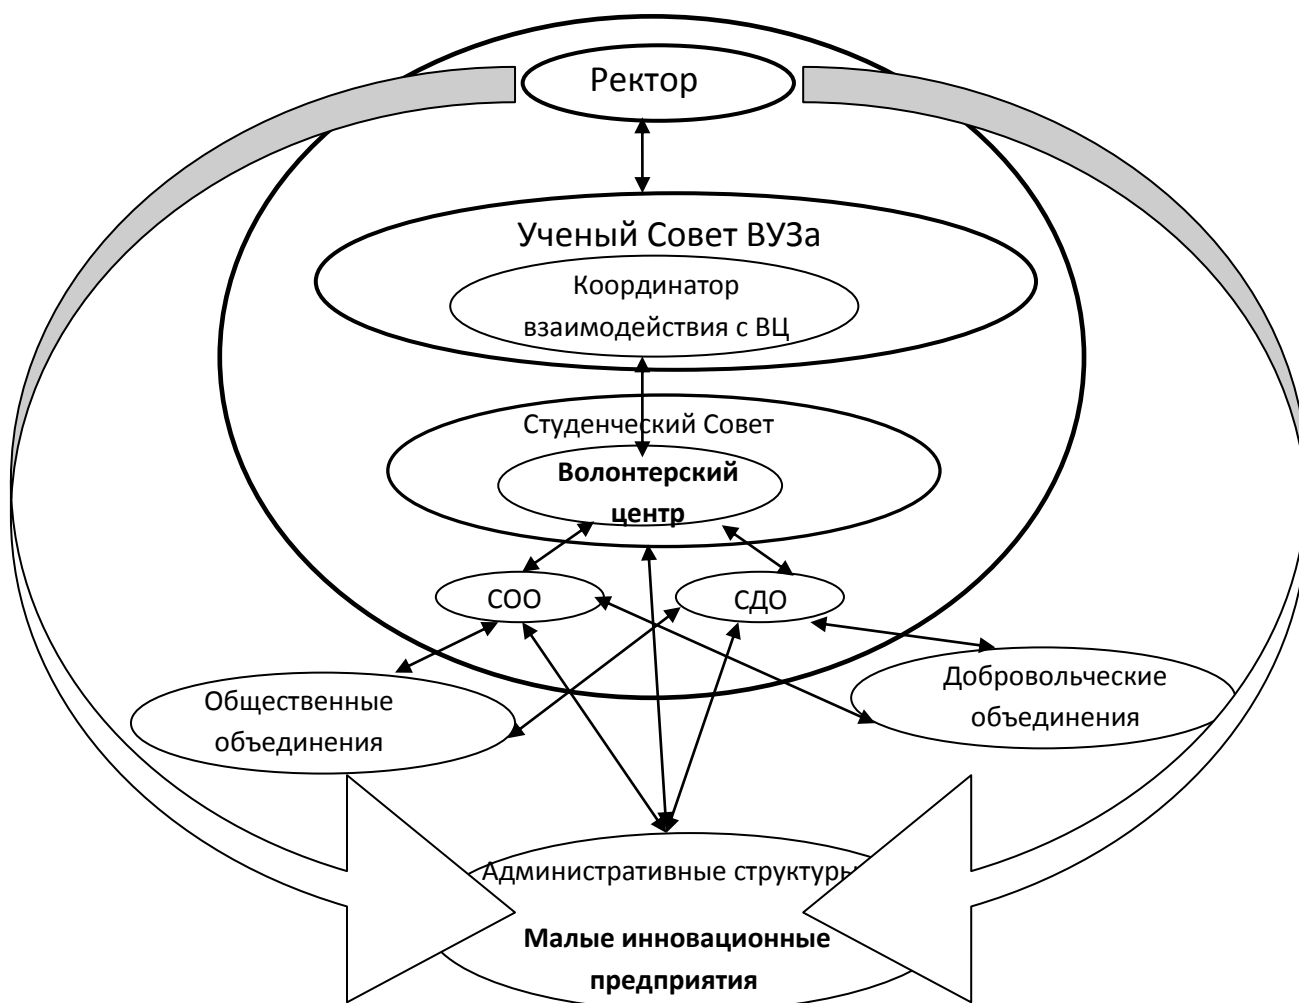 Ректор
Ученый Совет ВУЗа
Координатор
взаимодействия с ВЦ
Студенческий Совет
Волонтерский
центр
СОО
СДО
Общественные
объединения
Добровольческие
объединения
Административные структуры
Малые инновационные
предприятия